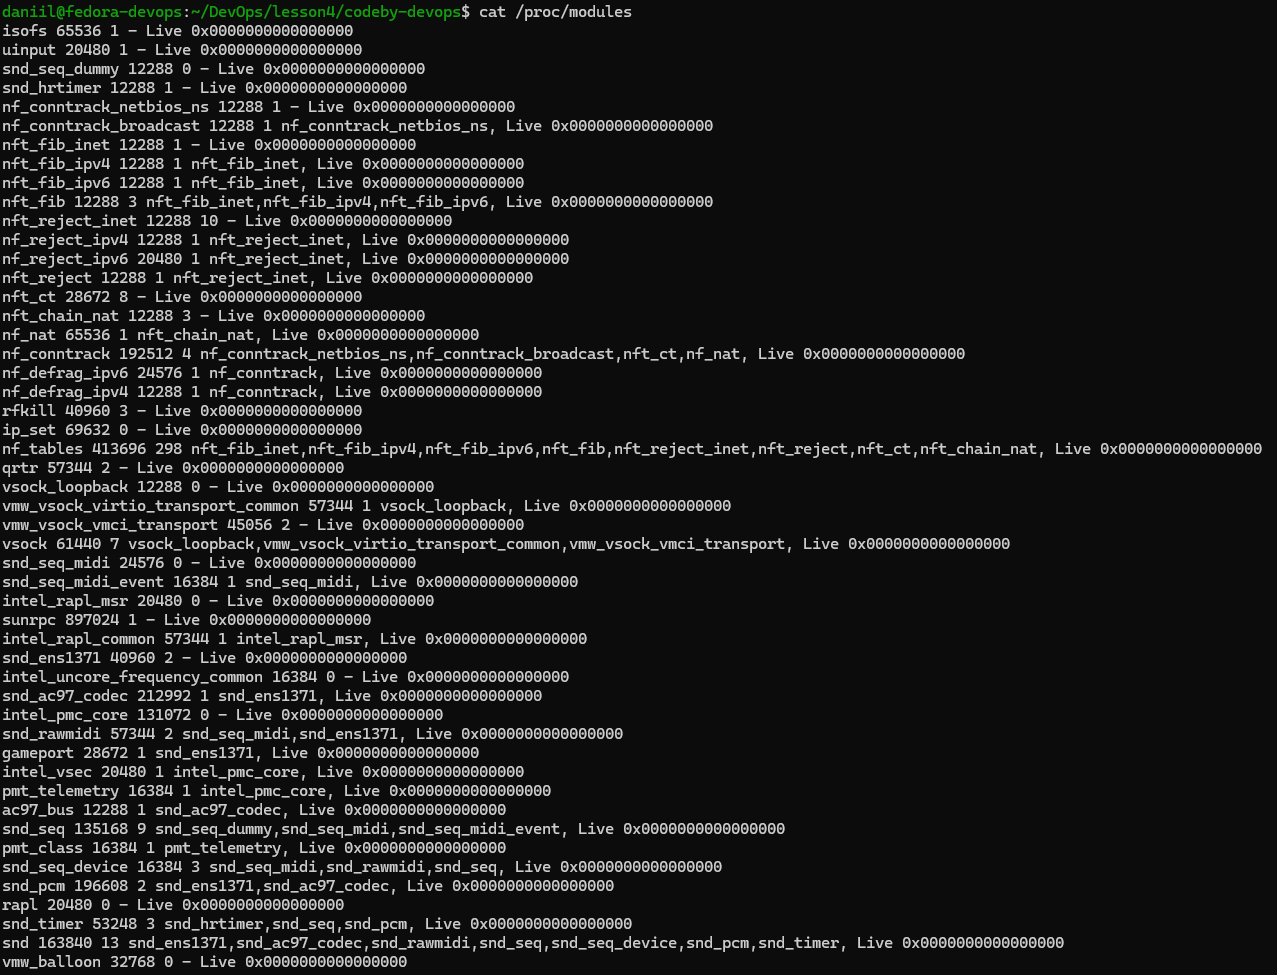 daniil@fedora-devops:~/DevOps/lesson4/codeby-devops$ cat /proc/modules
isofs 65536 1 - Live 0x0000000000000000
uinput 20480 1 - Live 0x0000000000000000
snd_seq_dummy 12288 0 - Live 0x0000000000000000
snd_hrtimer 12288 1 - Live 0x0000000000000000
nf_conntrack_netbios_ns 12288 1 - Live 0x0000000000000000
nf_conntrack_broadcast 12288 1 nf_conntrack_netbios_ns, Live 0x0000000000000000
nft_fib_inet 12288 1 - Live 0x0000000000000000
nft_fib_ipv4 12288 1 nft_fib_inet, Live 0x0000000000000000
nft_fib_ipv6 12288 1 nft_fib_inet, Live 0x0000000000000000
nft_fib 12288 3 nft_fib_inet,nft_fib_ipv4,nft_fib_ipv6, Live 0x0000000000000000
nft_reject_inet 12288 10 - Live 0x0000000000000000
nf_reject_ipv4 12288 1 nft_reject_inet, Live 0x0000000000000000
nf_reject_ipv6 20480 1 nft_reject_inet, Live 0x0000000000000000
nft_reject 12288 1 nft_reject_inet, Live 0x0000000000000000
nft_ct 28672 8 - Live 0x0000000000000000
nft_chain_nat 12288 3 - Live 0x0000000000000000
nf_nat 65536 1 nft_chain_nat, Live 0x0000000000000000
nf_conntrack 192512 4 nf_conntrack_netbios_ns,nf_conntrack_broadcast,nft_ct,nf_nat, Live 0x0000000000000000
nf_defrag_ipv6 24576 1 nf_conntrack, Live 0x0000000000000000
nf_defrag_ipv4 12288 1 nf_conntrack, Live 0x0000000000000000
rfkill 40960 3 - Live 0x0000000000000000
ip_set 69632 0 - Live 0x0000000000000000
nf_tables 413696 298 nft_fib_inet,nft_fib_ipv4,nft_fib_ipv6,nft_fib,nft_reject_inet,nft_reject,nft_ct,nft_chain_nat, Live 0x0000000000000000
qrtr 57344 2 - Live 0x0000000000000000
vsock_loopback 12288 0 - Live 0x0000000000000000
vmw_vsock_virtio_transport_common 57344 1 vsock_loopback, Live 0x0000000000000000
vmw_vsock_vmci_transport 45056 2 - Live 0x0000000000000000
vsock 61440 7 vsock_loopback,vmw_vsock_virtio_transport_common,vmw_vsock_vmci_transport, Live 0x0000000000000000
snd_seq_midi 24576 0 - Live 0x0000000000000000
snd_seq_midi_event 16384 1 snd_seq_midi, Live 0x0000000000000000
intel_rapl_msr 20480 0 - Live 0x0000000000000000
sunrpc 897024 1 - Live 0x0000000000000000
intel_rapl_common 57344 1 intel_rapl_msr, Live 0x0000000000000000
snd_ens1371 40960 2 - Live 0x0000000000000000
intel_uncore_frequency_common 16384 0 - Live 0x0000000000000000
snd_ac97_codec 212992 1 snd_ens1371, Live 0x0000000000000000
intel_pmc_core 131072 0 - Live 0x0000000000000000
snd_rawmidi 57344 2 snd_seq_midi,snd_ens1371, Live 0x0000000000000000
gameport 28672 1 snd_ens1371, Live 0x0000000000000000
intel_vsec 20480 1 intel_pmc_core, Live 0x0000000000000000
pmt_telemetry 16384 1 intel_pmc_core, Live 0x0000000000000000
ac97_bus 12288 1 snd_ac97_codec, Live 0x0000000000000000
snd_seq 135168 9 snd_seq_dummy,snd_seq_midi,snd_seq_midi_event, Live 0x0000000000000000
pmt_class 16384 1 pmt_telemetry, Live 0x0000000000000000
snd_seq_device 16384 3 snd_seq_midi,snd_rawmidi,snd_seq, Live 0x0000000000000000
snd_pcm 196608 2 snd_ens1371,snd_ac97_codec, Live 0x0000000000000000
rapl 20480 0 - Live 0x0000000000000000
snd_timer 53248 3 snd_hrtimer,snd_seq,snd_pcm, Live 0x0000000000000000
snd 163840 13 snd_ens1371,snd_ac97_codec,snd_rawmidi,snd_seq,snd_seq_device,snd_pcm,snd_timer, Live 0x0000000000000000
vmw_balloon 32768 0 - Live 0x0000000000000000